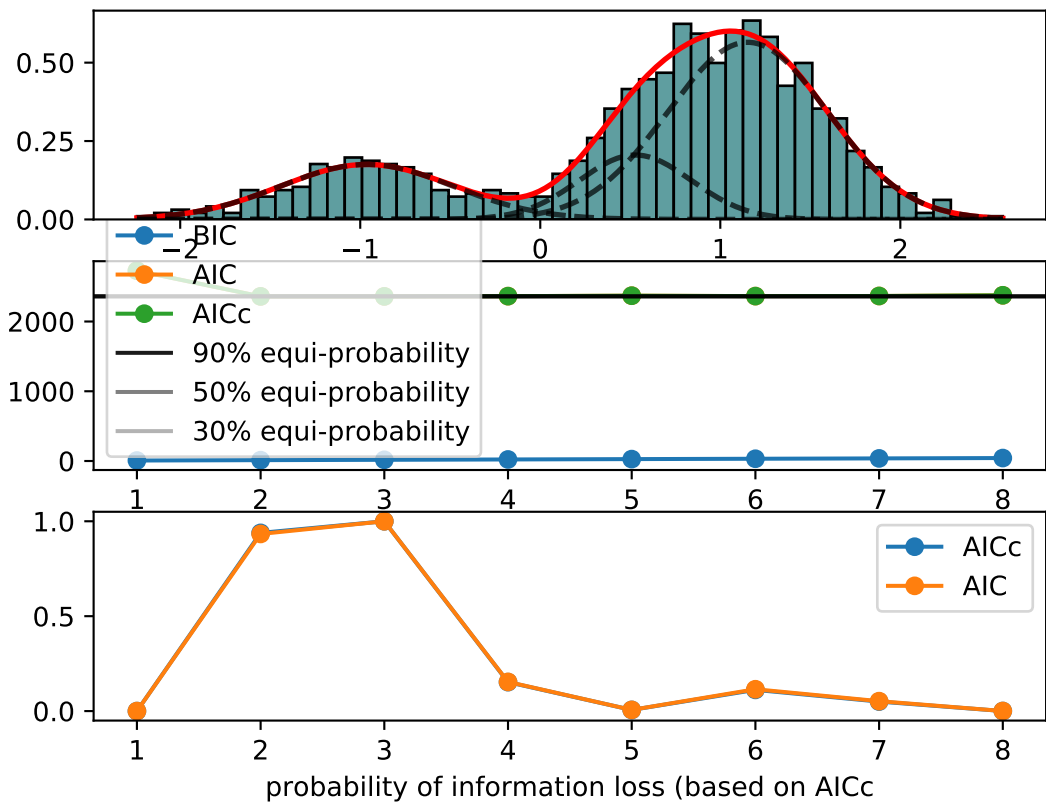 0.50
0.25
0.00
−2 −1 0 1 2
BIC
AIC
AICc
90% equi-probability
50% equi-probability
30% equi-probability
2000
1000
0
1 2 3 4 5 6 7 8
AICc
AIC
1.0
0.5
0.0
1 2 3 4 5 6 7 8
probability of information loss (based on AICc